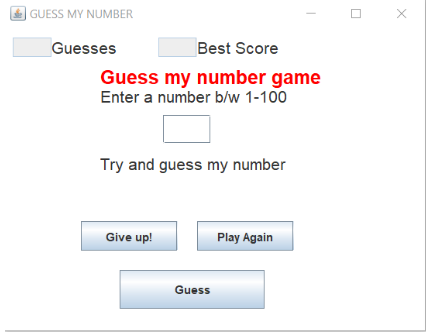 GUESS MY NUMBER
Guesses Best Score
Guess my number game
Enter a number b/w 1-100
Try and guess my number
Give up! Play Again
Guess